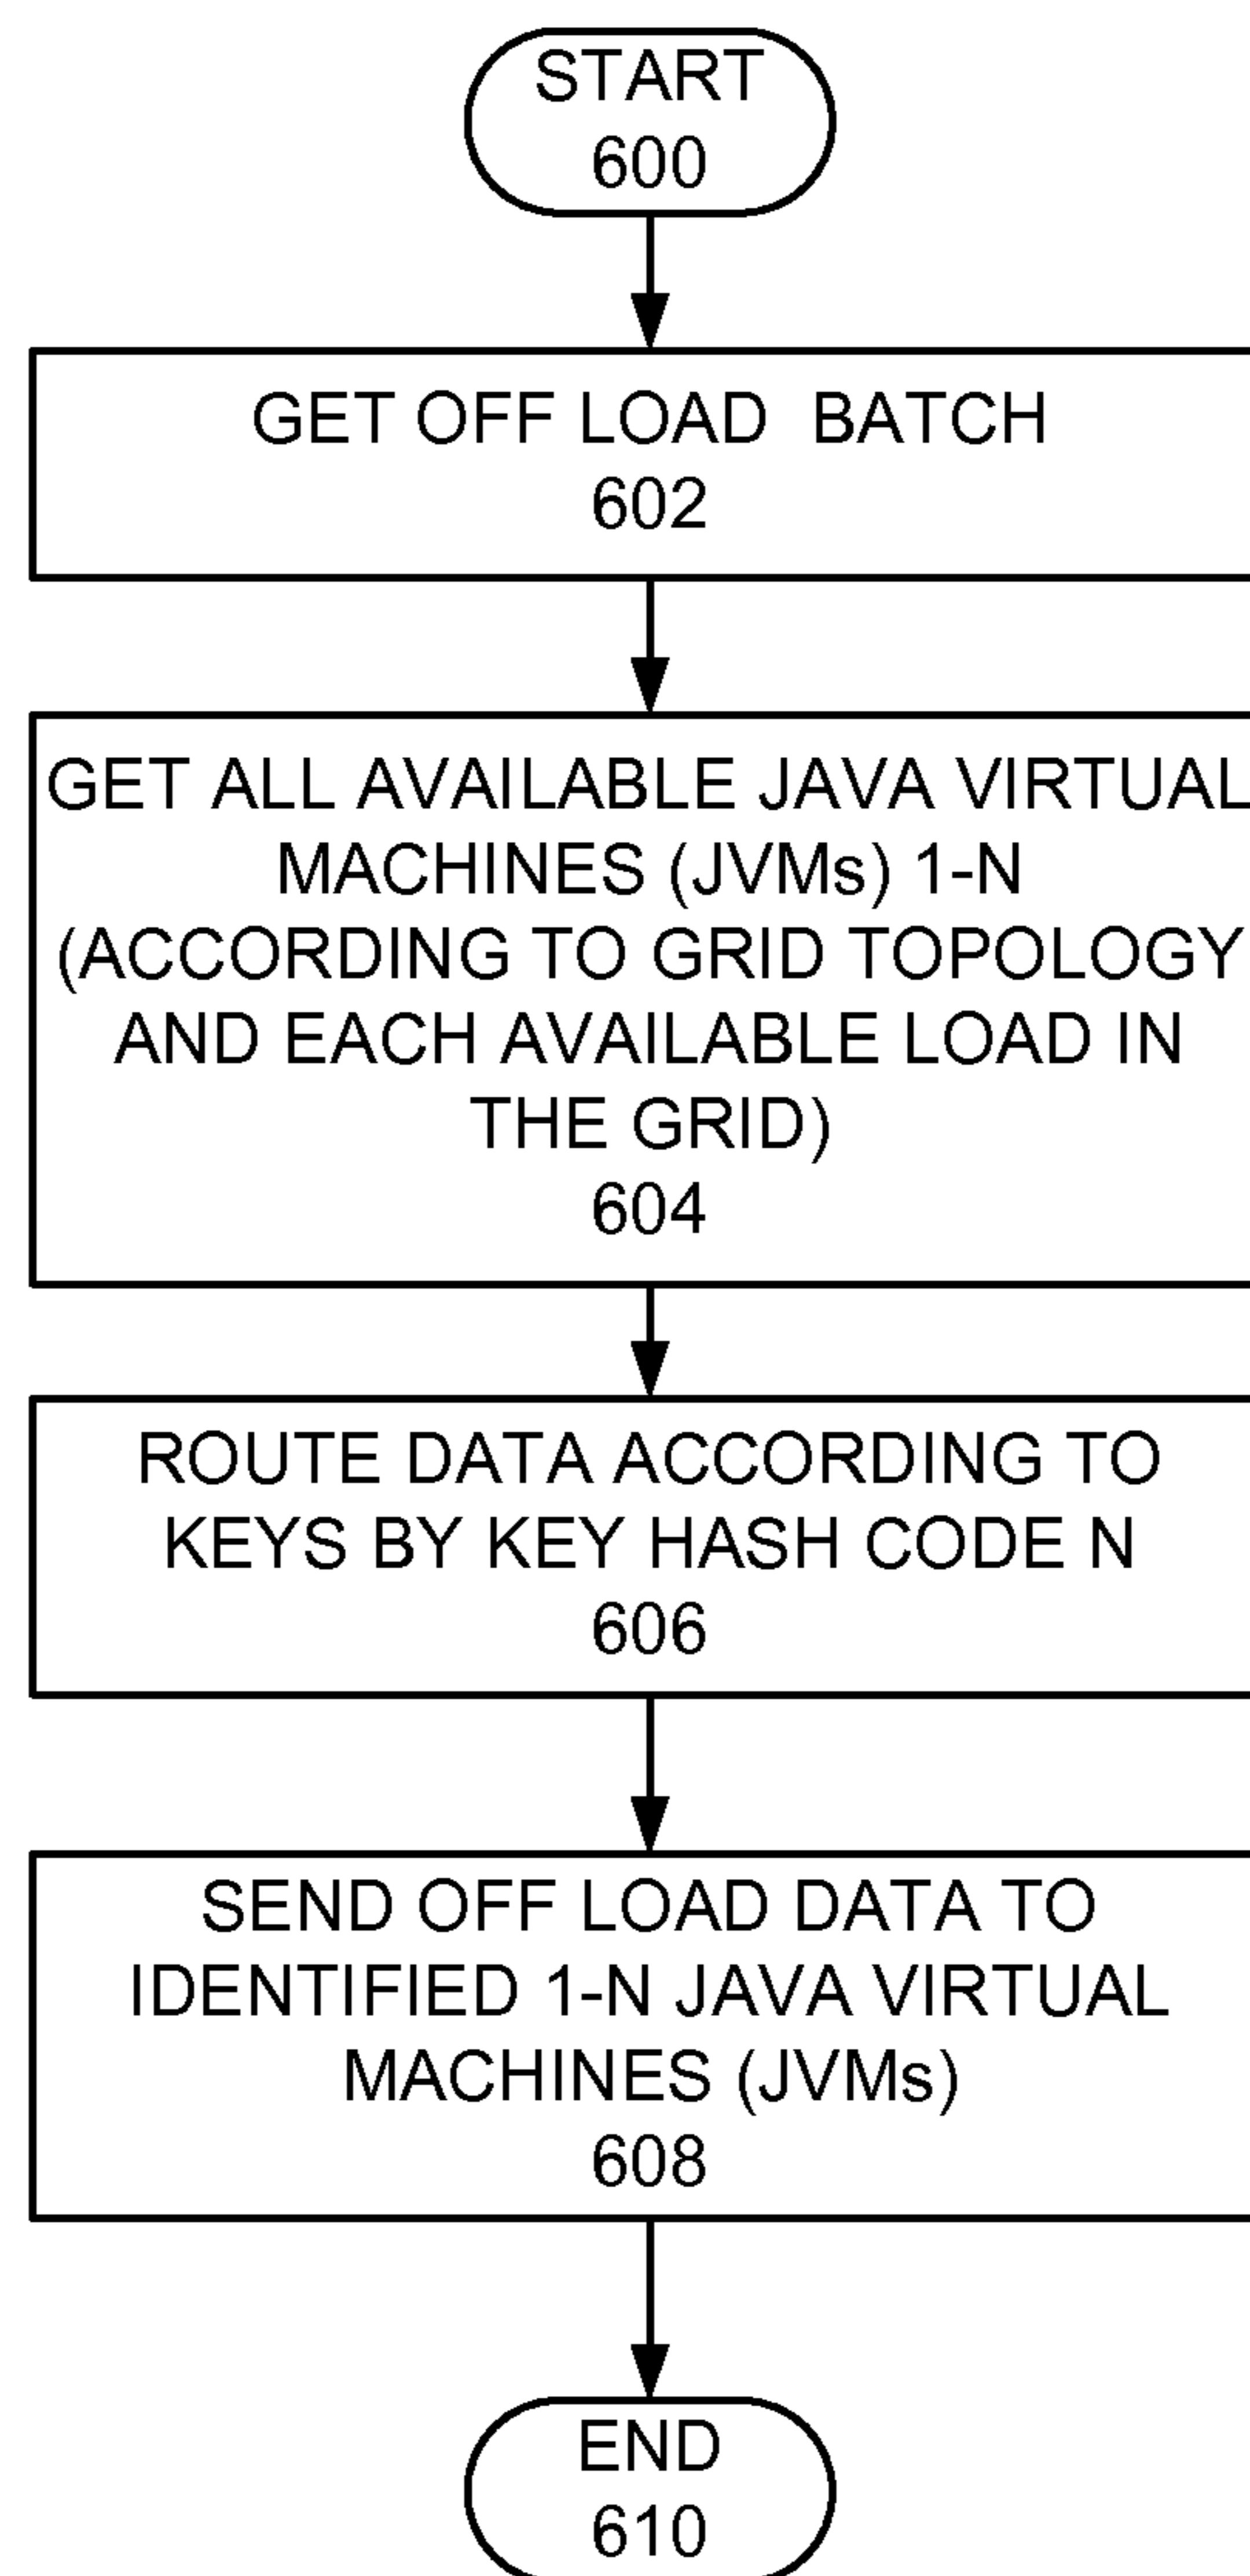 START
600
GET OFF LOAD BATCH
602
GET ALL AVAILABLE JAVA VIRTUAL
MACHINES (JVMs) 1-N
(ACCORDING TO GRID TOPOLOGY
AND EACH AVAILABLE LOAD IN
THE GRID)
604
ROUTE DATA ACCORDING TO
KEYS BY KEY HASH CODE N
606
SEND OFF LOAD DATA TO
IDENTIFIED 1-N JAVA VIRTUAL
MACHINES (JVMs)
608
END
610